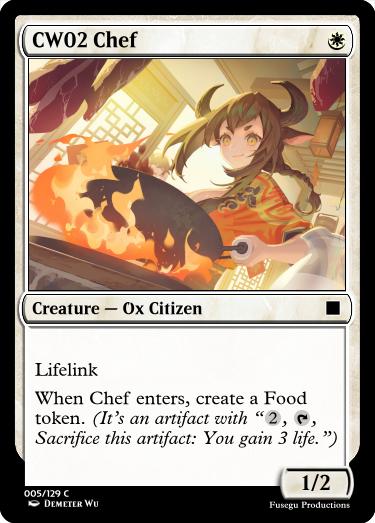 CW02 Chef
Creature — Ox Citizen
Lifelink
When Chef enters, create a Food
token. (It's an artifact with “2, T,
Sacrifice this artifact: You gain 3 life.”)
1/2
005/129 C
Demeter Wu
Fusegu Productions